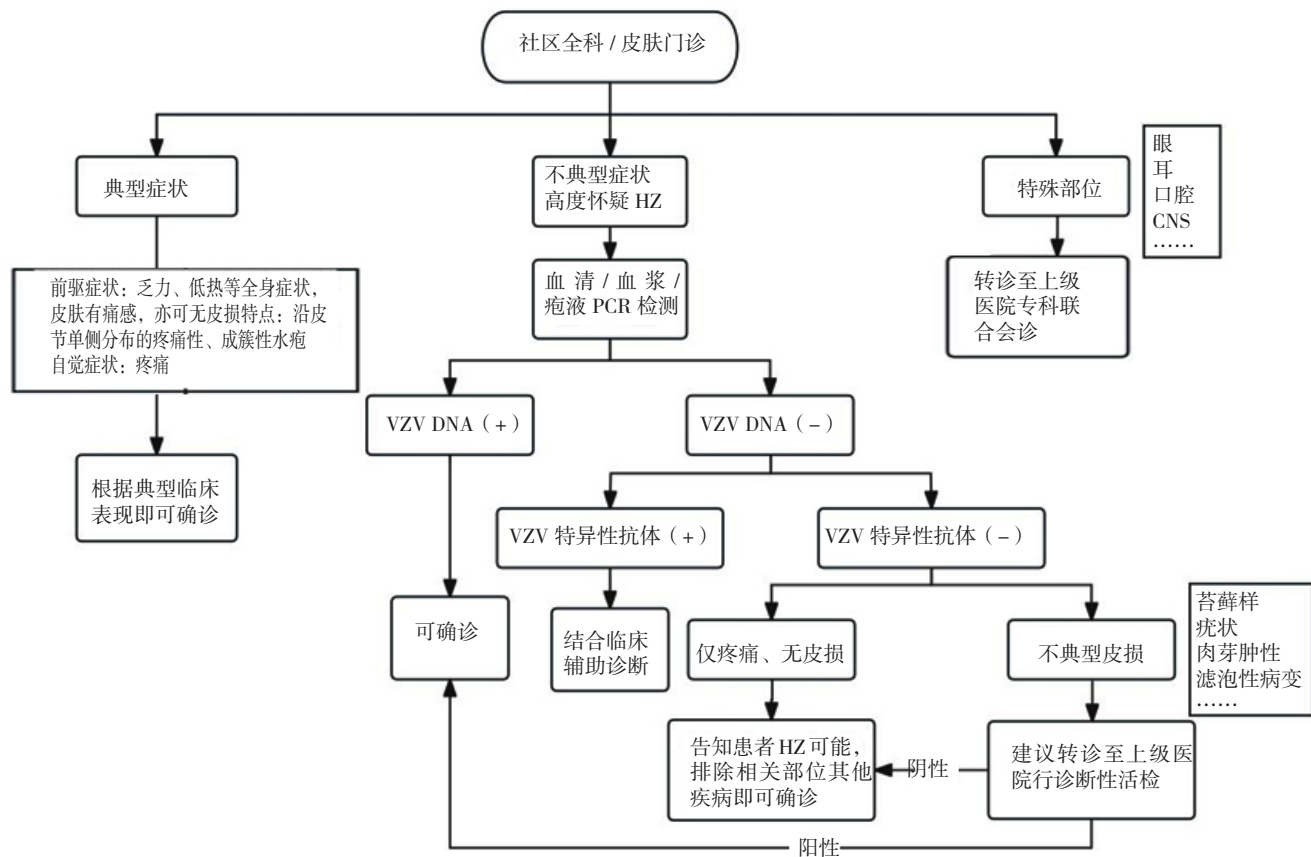 社区全科 / 皮肤门诊
典型症状
不典型症状
高度怀疑 HZ
特殊部位
眼
耳
口腔
CNS
……
前驱症状：乏力、低热等全身症状，
皮肤有痛感，亦可无皮损特点：沿皮
节单侧分布的疼痛性、成簇性水疱
自觉症状：疼痛
血清/血浆/
疱液 PCR 检测
转诊至上级
医院专科联
合会诊
VZV DNA（+）
VZV DNA（-）
根据典型临床
表现即可确诊
VZV 特异性抗体（+）
VZV 特异性抗体（-）
可确诊
结合临床
辅助诊断
仅疼痛、无皮损
不典型皮损
苔藓样
疣状
肉芽肿性
滤泡性病变
……
告知患者 HZ 可能，
排除相关部位其他
疾病即可确诊
阴性
建议转诊至上级医
院行诊断性活检
阳性